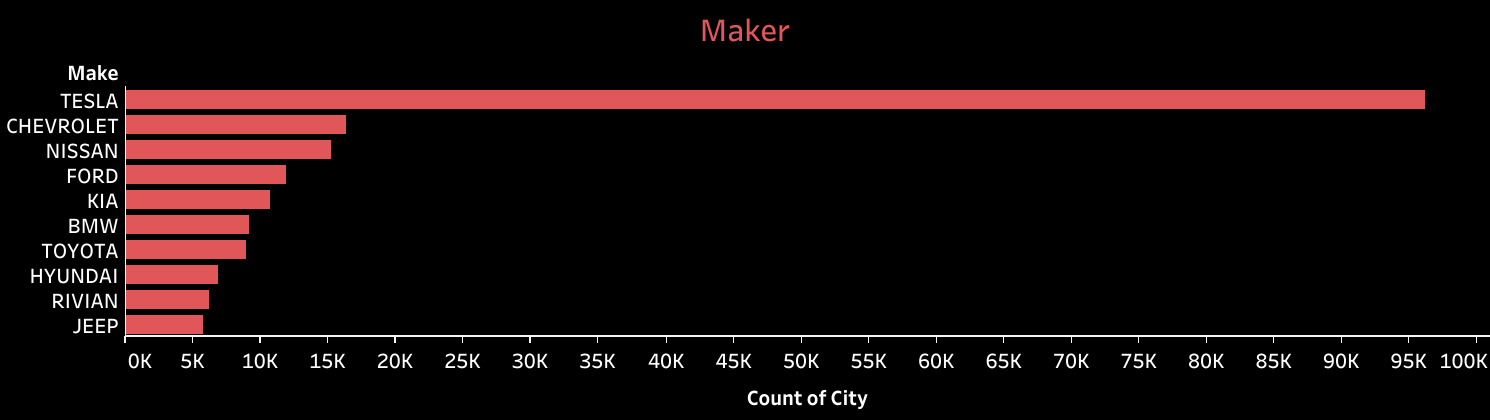 Maker
Make
TESLA
CHEVROLET
NISSAN
FORD
KIA
BMW
TOYOTA
HYUNDAI
RIVIAN
JEEP
0K 5K 10K 15K 20K 25K 30K 35K 40K 45K 50K 55K 60K 65K 70K 75K 80K 85K 90K 95K 100K
Count of City